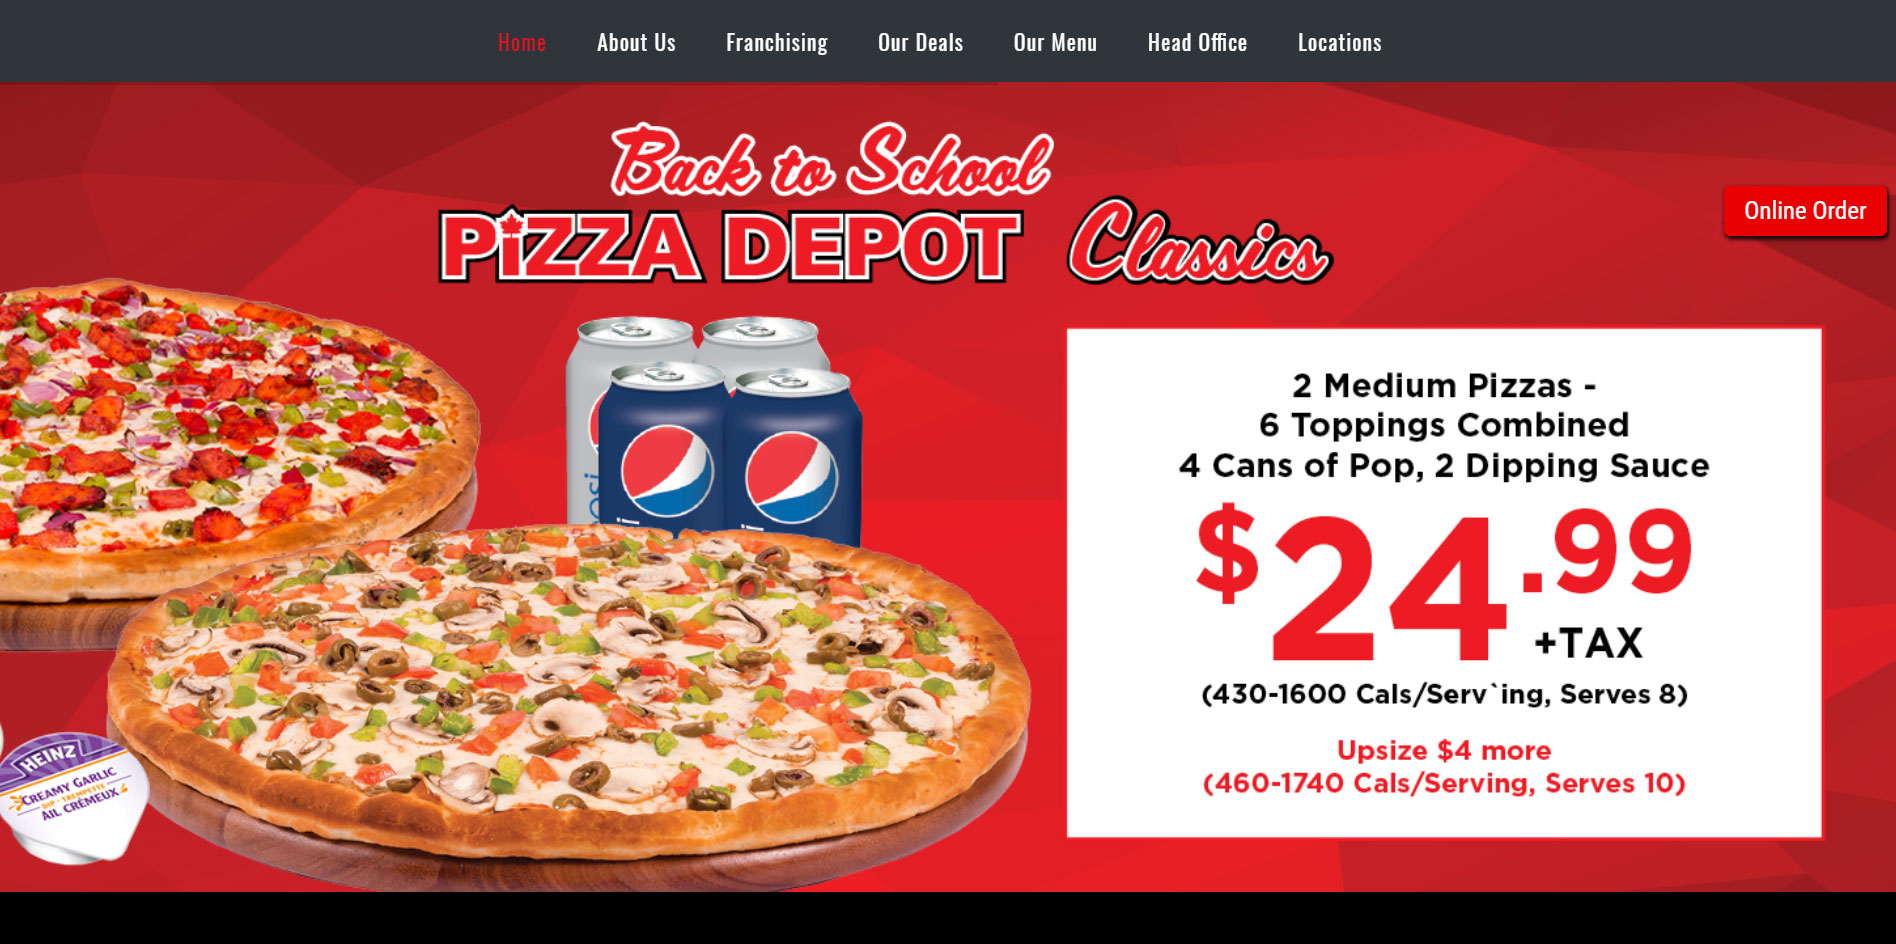 Home About Us Franchising Our Deals Our Menu Head Office Locations
Back to School
PIZZA DEPOT Classics
Online Order
2 Medium Pizzas -
6 Toppings Combined
4 Cans of Pop, 2 Dipping Sauce
$24.99
+TAX
(430-1600 Cals/Serv`ing, Serves 8)
Upsize $4 more
(460-1740 Cals/Serving, Serves 10)
HEINZ
CREAMY GARLIC
DIP · TREMPETTE
AIL CRÉMEUX